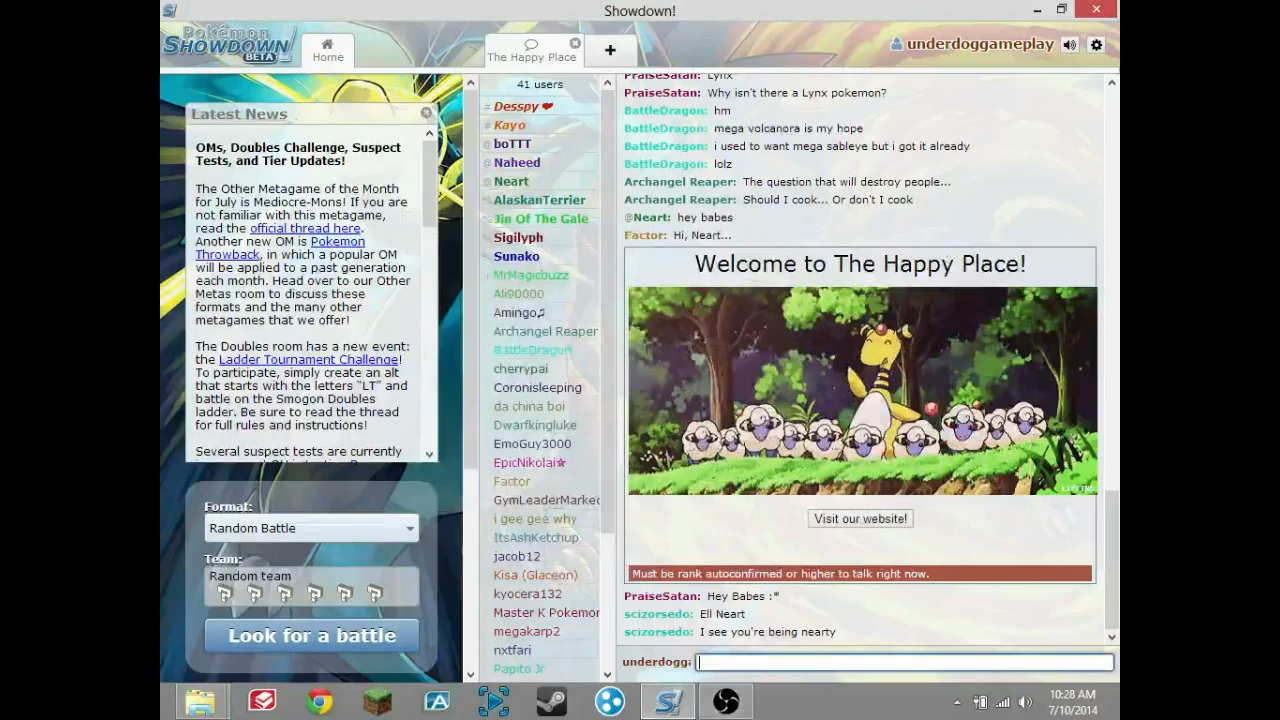 Showdown!
Pokémon
SHOWDOWN
BETA
Home
The Happy Place
+
underdoggameplay
Latest News
OMs, Doubles Challenge, Suspect
Tests, and Tier Updates!
The Other Metagame of the Month
for July is Mediocre-Mons! If you are
not familiar with this metagame,
read the official thread here.
Another new OM is Pokemon
Throwback, in which a popular OM
will be applied to a past generation
each month. Head over to our Other
Metas room to discuss these
formats and the many other
metagames that we offer!
The Doubles room has a new event:
the Ladder Tournament Challenge!
To participate, simply create an alt
that starts with the letters "LT" and
battle on the Smogon Doubles
ladder. Be sure to read the thread
for full rules and instructions!
Several suspect tests are currently
Format:
Random Battle
Team:
Random team
? ? ? ? ? ?
Look for a battle
41 users
# Desspy ❤
# Kayo
@ boTTT
@ Naheed
@ Neart
% AlaskanTerrier
% Jin Of The Gale
% Sigilyph
% Sunako
+ MrMagicbuzz
Ali90000
Amingo♫
Archangel Reaper
BattleDragon
cherrypai
Coronisleeping
da china boi
Dwarfkingluke
EmoGuy3000
EpicNikolai☆
Factor
GymLeaderMarked
i gee gee why
ItsAshKetchup
jacob12
Kisa (Glaceon)
kyocera132
Master K Pokemon
megakarp2
nxtfari
Papito Jr
PraiseSatan: Lynx
PraiseSatan: Why isn't there a Lynx pokemon?
BattleDragon: hm
BattleDragon: mega volcanora is my hope
BattleDragon: i used to want mega sableye but i got it already
BattleDragon: lolz
Archangel Reaper: The question that will destroy people...
Archangel Reaper: Should I cook... Or don't I cook
@Neart: hey babes
Factor: Hi, Neart...
Welcome to The Happy Place!
Visit our website!
Must be rank autoconfirmed or higher to talk right now.
PraiseSatan: Hey Babes :*
scizorsedo: Ell Neart
scizorsedo: I see you're being nearty
underdogga:
10:28 AM
7/10/2014